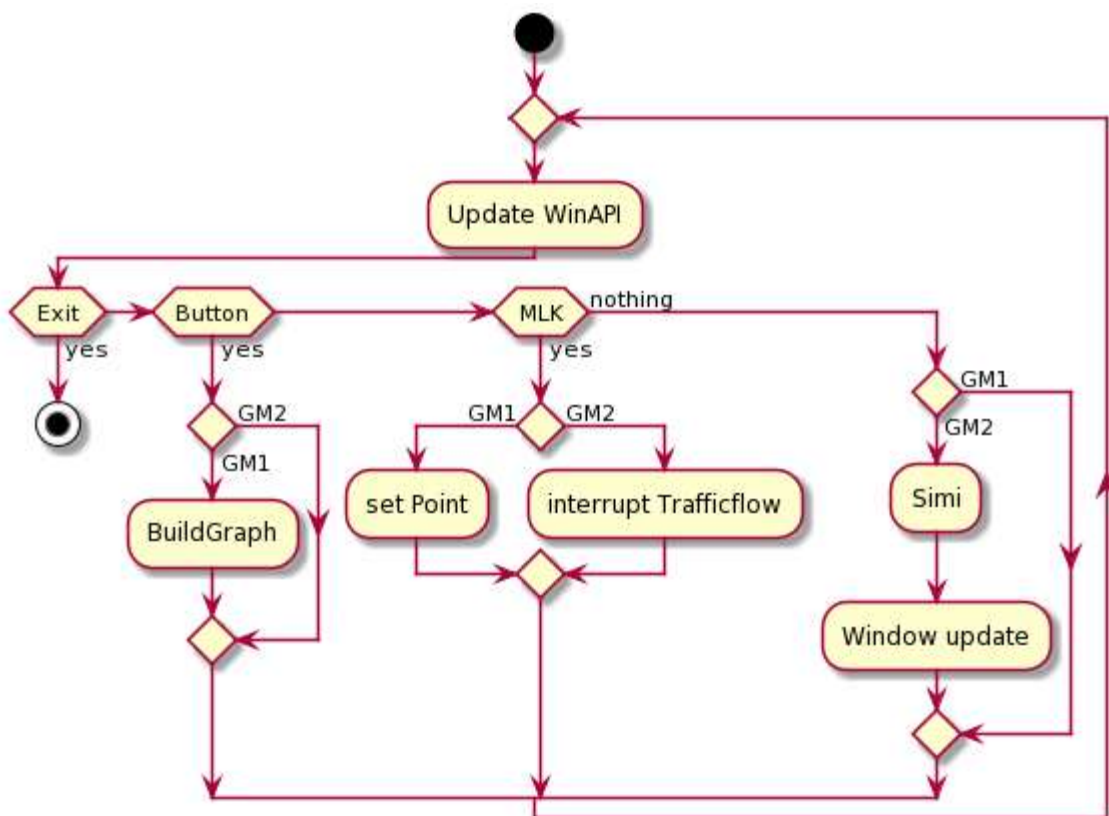 Update WinAPI
Exit
Button
MLK
nothing
yes
yes
yes
GM1
GM2
GM1
GM2
GM2
GM1
set Point
interrupt Trafficflow
Simi
BuildGraph
Window update